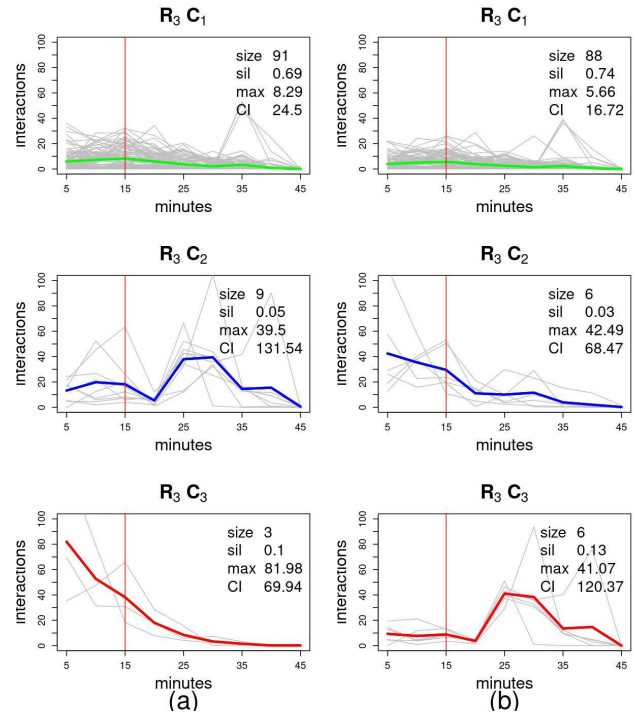 R3 C1
interactions
0 20 40 60 80 100
size 91
sil 0.69
max 8.29
CI 24.5
5 15 25 35 45
minutes
R3 C1
interactions
0 20 40 60 80 100
size 88
sil 0.74
max 5.66
CI 16.72
5 15 25 35 45
minutes
R3 C2
interactions
0 20 40 60 80 100
size 9
sil 0.05
max 39.5
CI 131.54
5 15 25 35 45
minutes
R3 C2
interactions
0 20 40 60 80 100
size 6
sil 0.03
max 42.49
CI 68.47
5 15 25 35 45
minutes
R3 C3
interactions
0 20 40 60 80 100
size 3
sil 0.1
max 81.98
CI 69.94
5 15 25 35 45
minutes
(a)
R3 C3
interactions
0 20 40 60 80 100
size 6
sil 0.13
max 41.07
CI 120.37
5 15 25 35 45
minutes
(b)